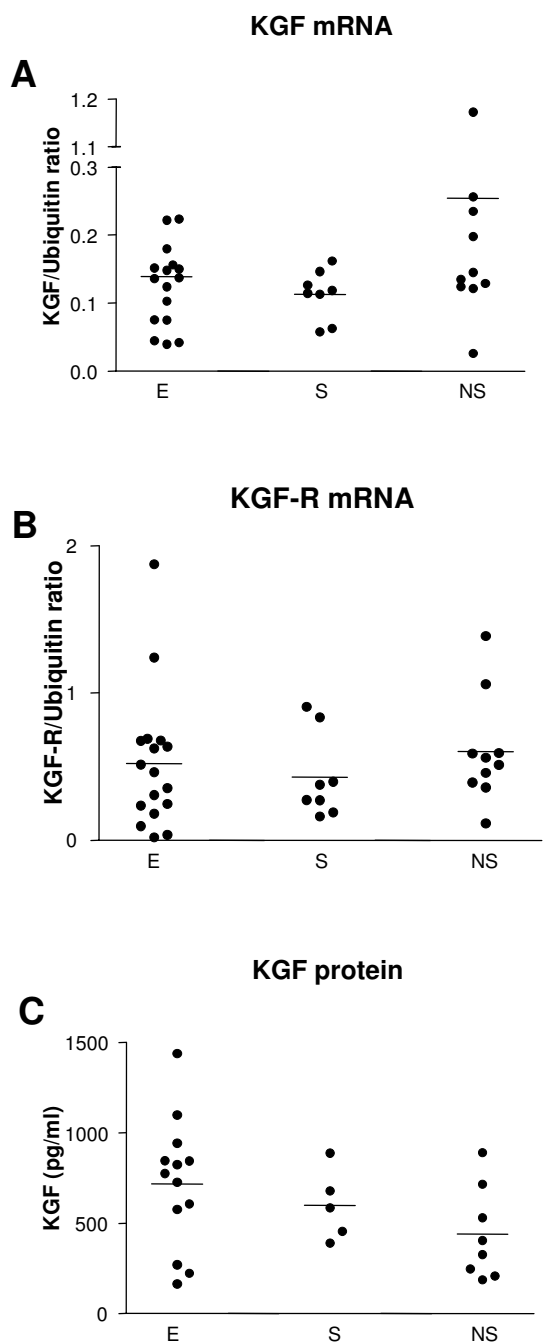 KGF mRNA
A
KGF/Ubiquitin ratio
1.2
1.1
0.3
0.2
0.1
0.0
E S NS
KGF-R mRNA
B
KGF-R/Ubiquitin ratio
2
1
0
E S NS
KGF protein
C
KGF (pg/ml)
1500
1000
500
0
E S NS